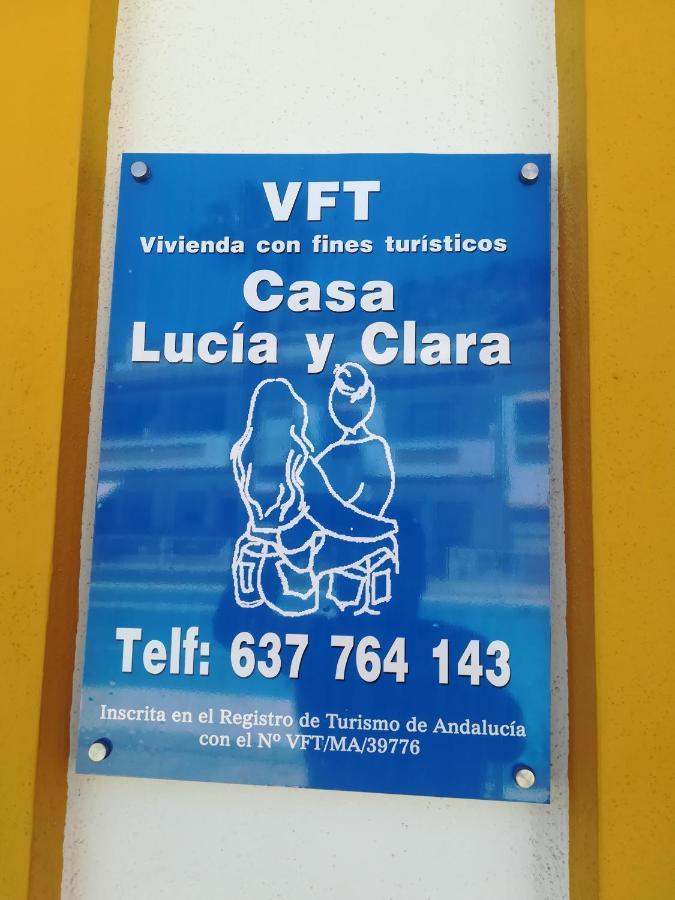 VFT
Vivienda con fines turísticos
Casa
Lucía y Clara
Telf: 637 764 143
Inscrita en el Registro de Turismo de Andalucía
con el Nº VFT/MA/39776